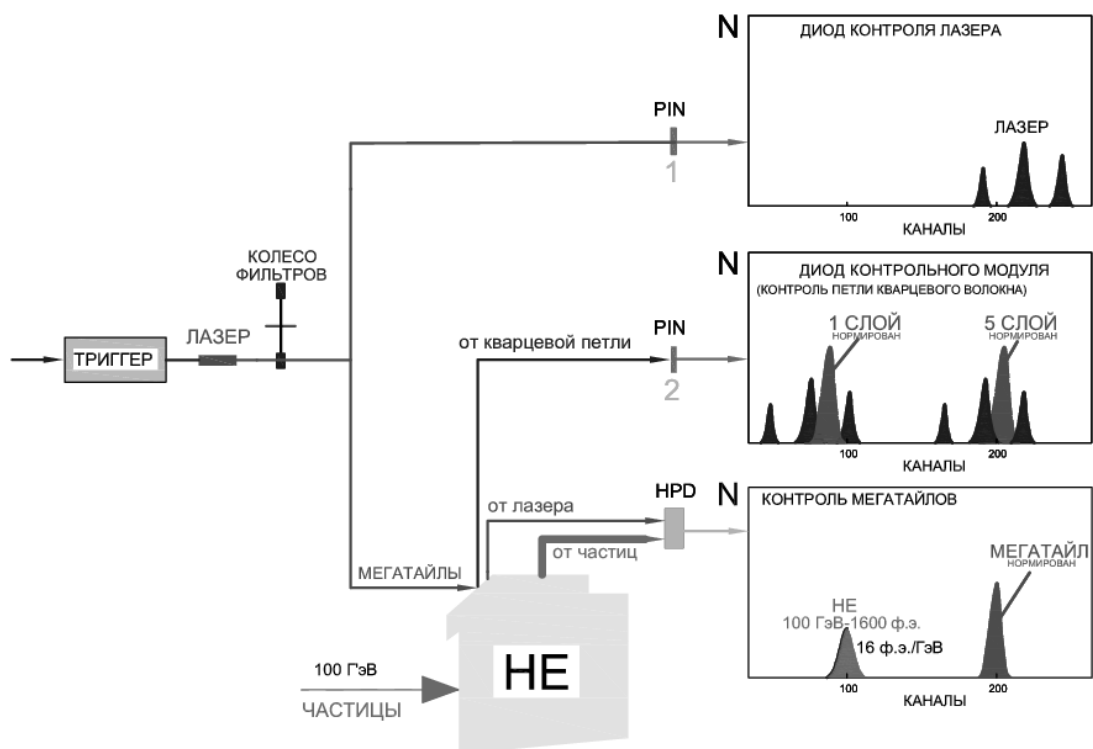 N
ДИОД КОНТРОЛЯ ЛАЗЕРА
PIN
1
ЛАЗЕР
100
200
КАНАЛЫ
КОЛЕСО
ФИЛЬТРОВ
ЛАЗЕР
ТРИГГЕР
N
ДИОД КОНТРОЛЬНОГО МОДУЛЯ
(КОНТРОЛЬ ПЕТЛИ КВАРЦЕВОГО ВОЛОКНА)
1 СЛОЙ
НОРМИРОВАН
5 СЛОЙ
НОРМИРОВАН
от кварцевой петли
PIN
2
100
200
КАНАЛЫ
N
КОНТРОЛЬ МЕГАТАЙЛОВ
HPD
от лазера
от частиц
МЕГАТАЙЛЫ
МЕГАТАЙЛ
НОРМИРОВАН
HE
100 ГэВ-1600 ф.э.
16 ф.э./ГэВ
100
200
КАНАЛЫ
HE
100 ГэВ
ЧАСТИЦЫ